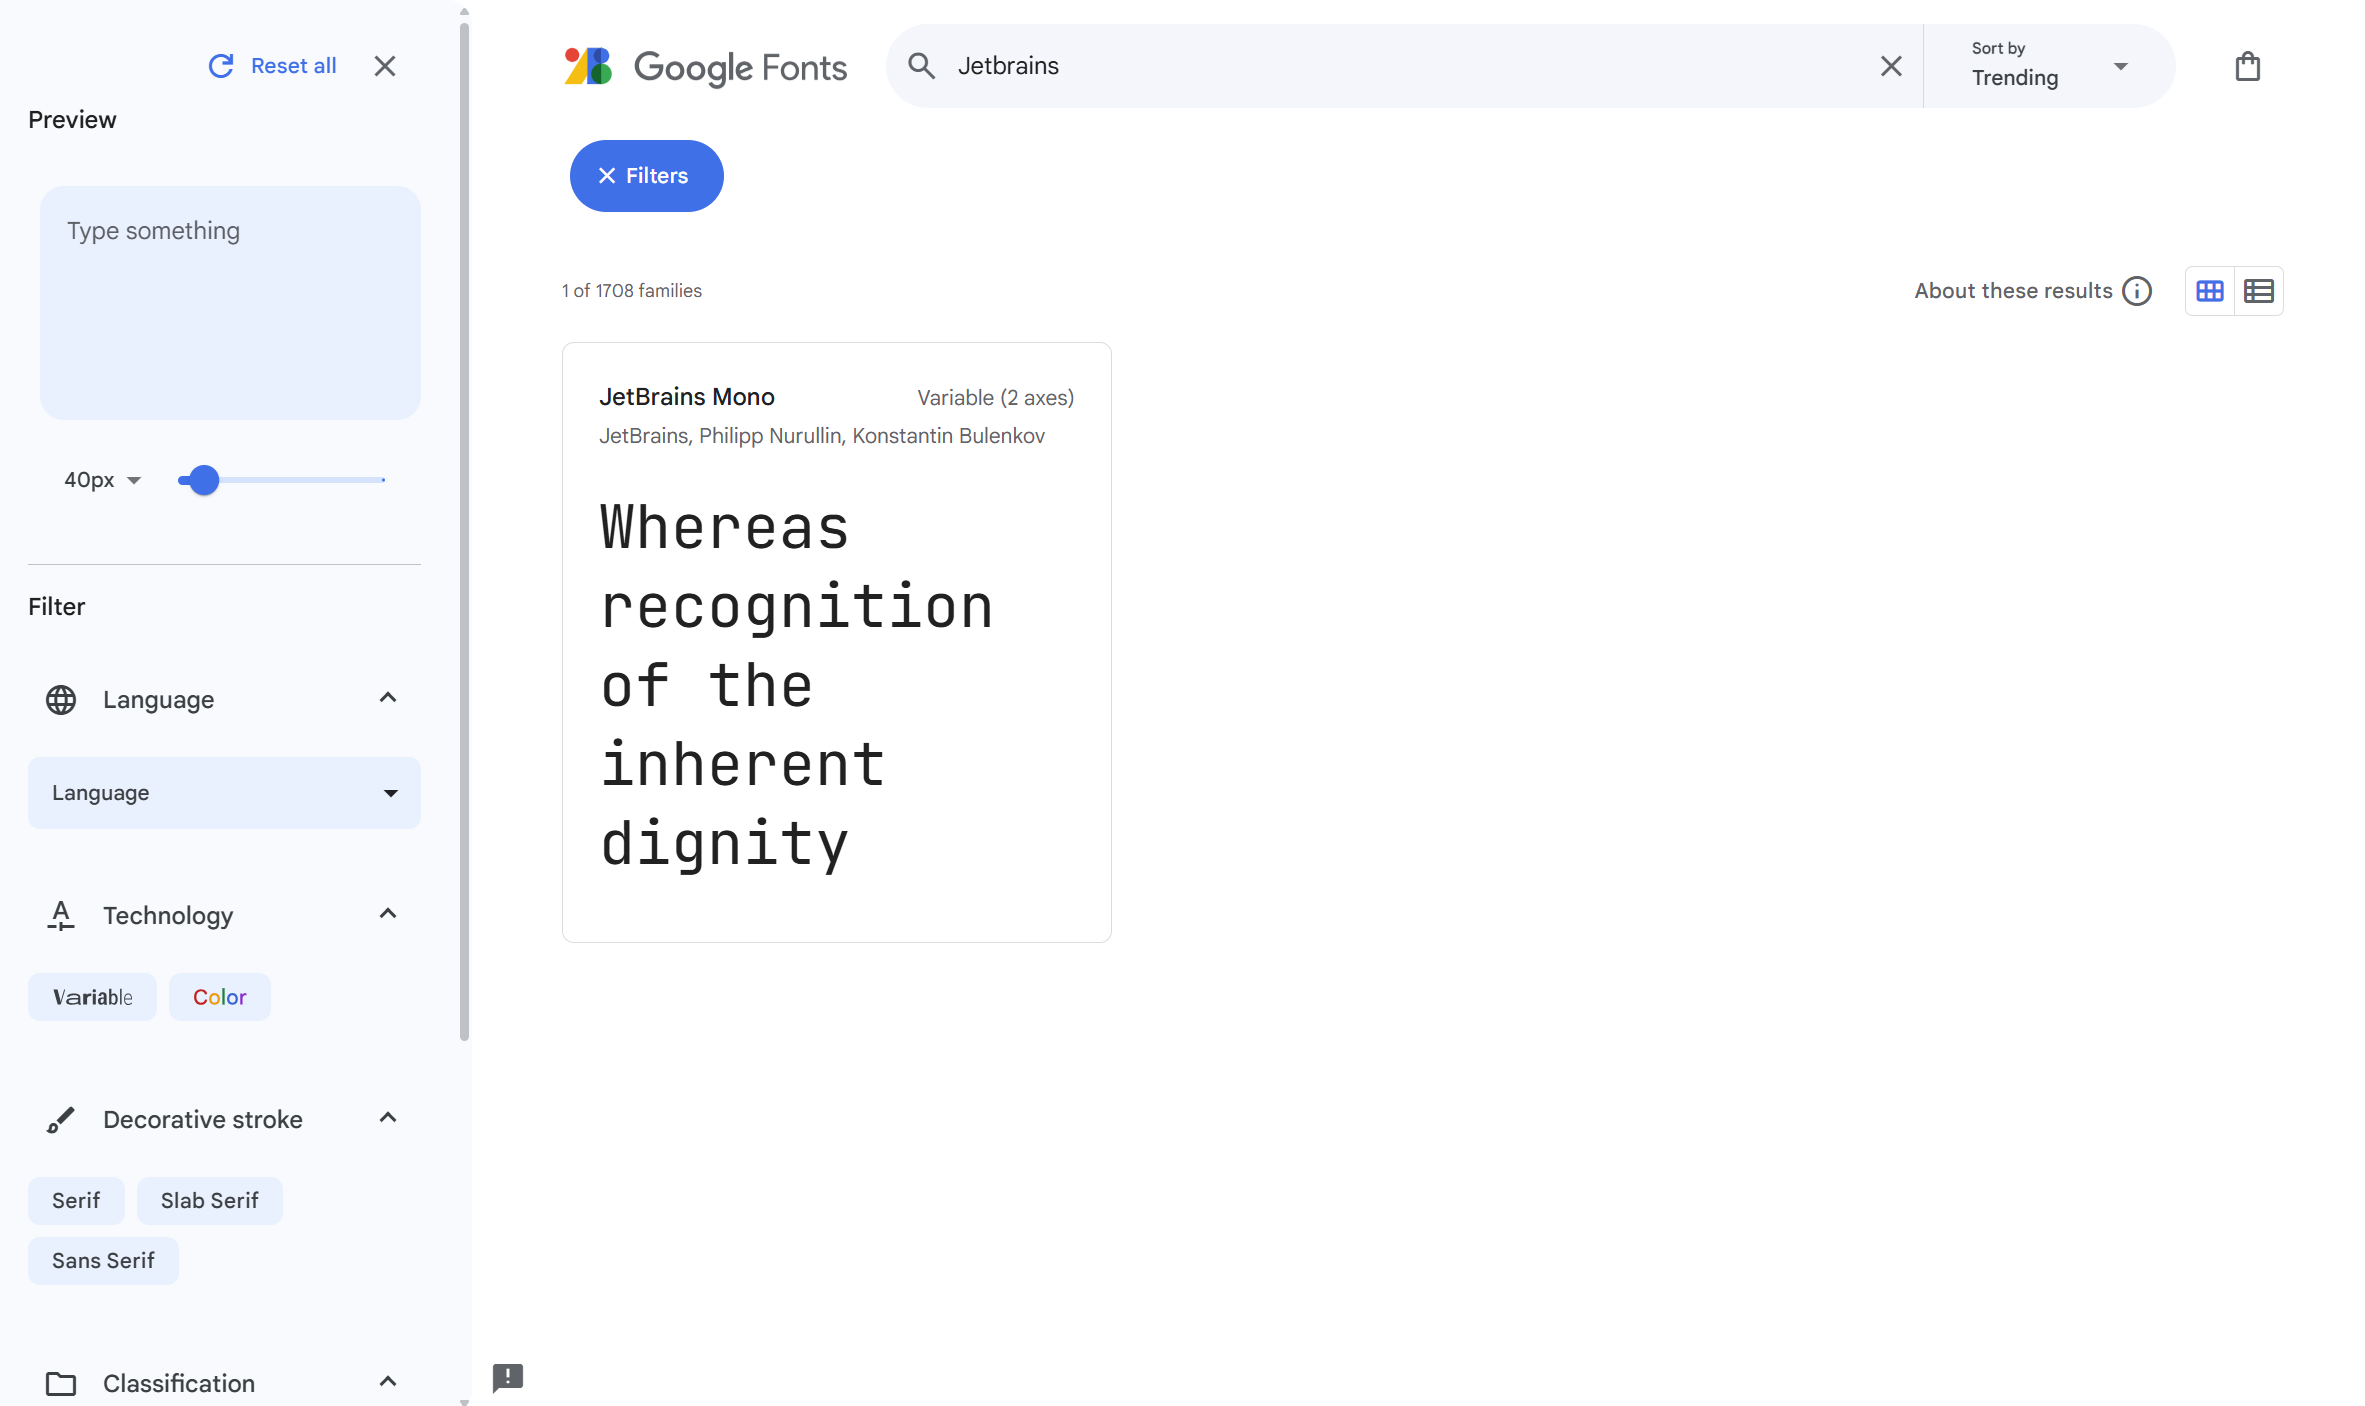 Reset all
Preview
Type something
40px
Filter
Language
Language
Technology
Variable
Color
Decorative stroke
Serif
Slab Serif
Sans Serif
Classification
Google Fonts
Jetbrains
Sort by
Trending
Filters
1 of 1708 families
About these results
JetBrains Mono
Variable (2 axes)
JetBrains, Philipp Nurullin, Konstantin Bulenkov
Whereas
recognition
of the
inherent
dignity